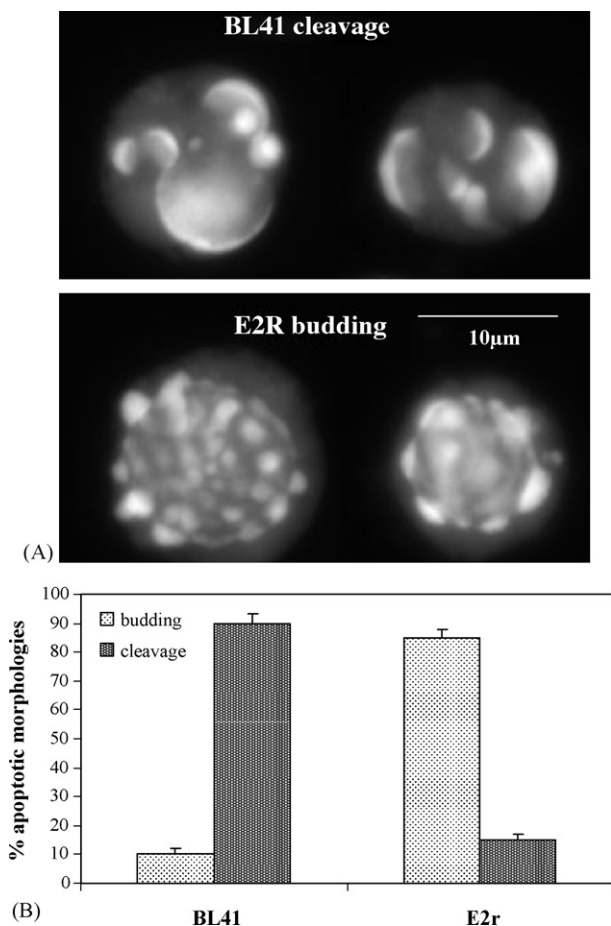 BL41 cleavage
E2R budding
10µm
(A)
100
90
80
70
60
50
40
30
20
10
0
% apoptotic morphologies
budding
cleavage
BL41
E2r
(B)